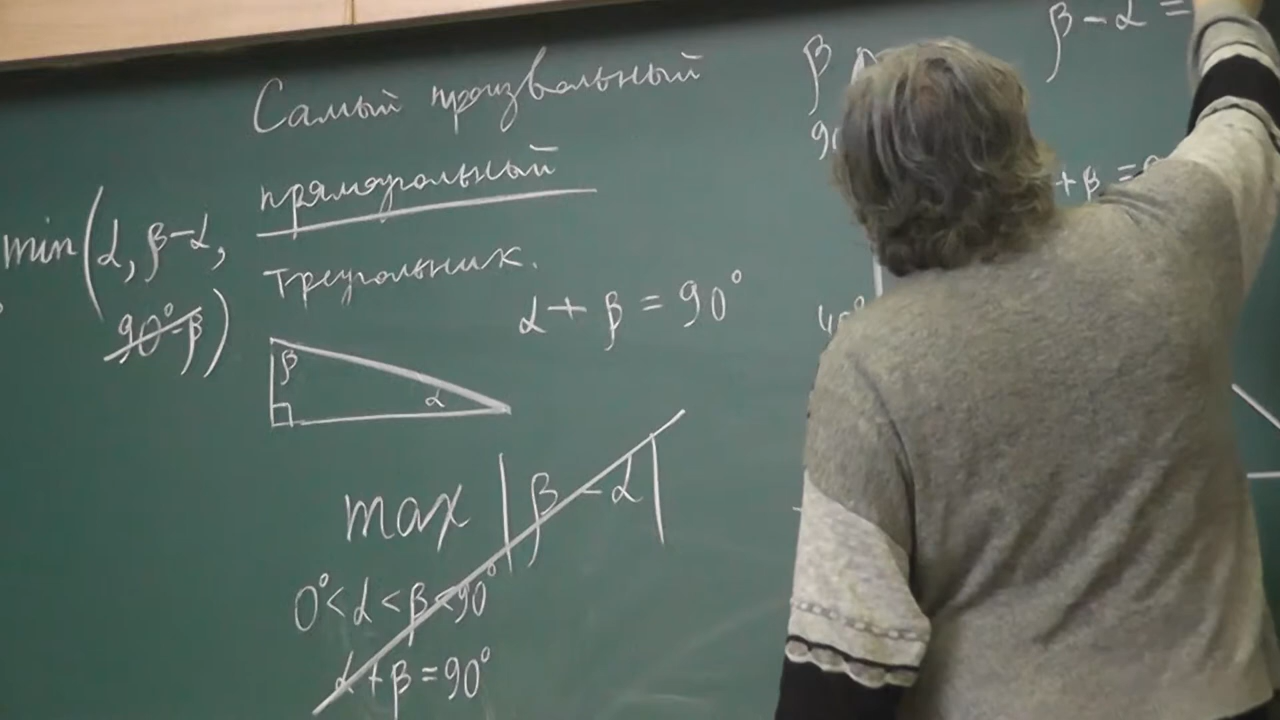 Самый произвольный
прямоугольный
треугольник.
min(α, β-α,
90°-β)
α + β = 90°
β
α
max |β - α|
0° < α < β < 90°
α + β = 90°
β
β - α =
+ β =